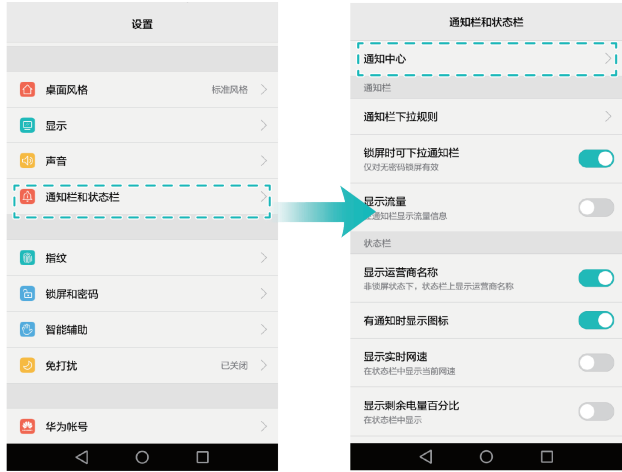 设置
桌面风格 标准风格
显示
声音
通知栏和状态栏
指纹
锁屏和密码
智能辅助
免打扰 已关闭
华为帐号
通知栏和状态栏
通知中心
通知栏
通知栏下拉规则
锁屏时可下拉通知栏
仅对无密码锁屏有效
显示流量
通知栏显示流量信息
状态栏
显示运营商名称
非锁屏状态下，状态栏上显示运营商名称
有通知时显示图标
显示实时网速
在状态栏中显示当前网速
显示剩余电量百分比
在状态栏中显示